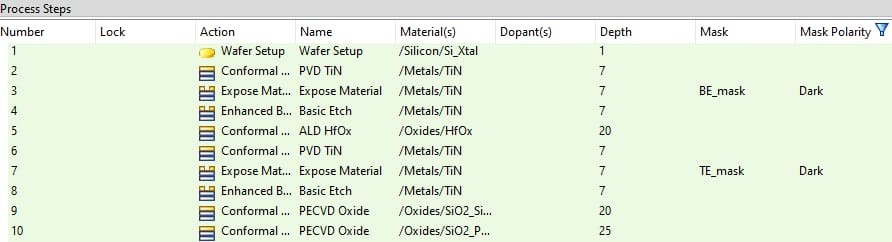 Process Steps
Number Lock Action Name Material(s) Dopant(s) Depth Mask Mask Polarity
1 Wafer Setup Wafer Setup /Silicon/Si_Xtal 1
2 Conformal ... PVD TiN /Metals/TiN 7
3 Expose Mat... Expose Material /Metals/TiN 7 BE_mask Dark
4 Enhanced B... Basic Etch /Metals/TiN 7
5 Conformal ... ALD HfOx /Oxides/HfOx 20
6 Conformal ... PVD TiN /Metals/TiN 7
7 Expose Mat... Expose Material /Metals/TiN 7 TE_mask Dark
8 Enhanced B... Basic Etch /Metals/TiN 7
9 Conformal ... PECVD Oxide /Oxides/SiO2_Si... 20
10 Conformal ... PECVD Oxide /Oxides/SiO2_P... 25